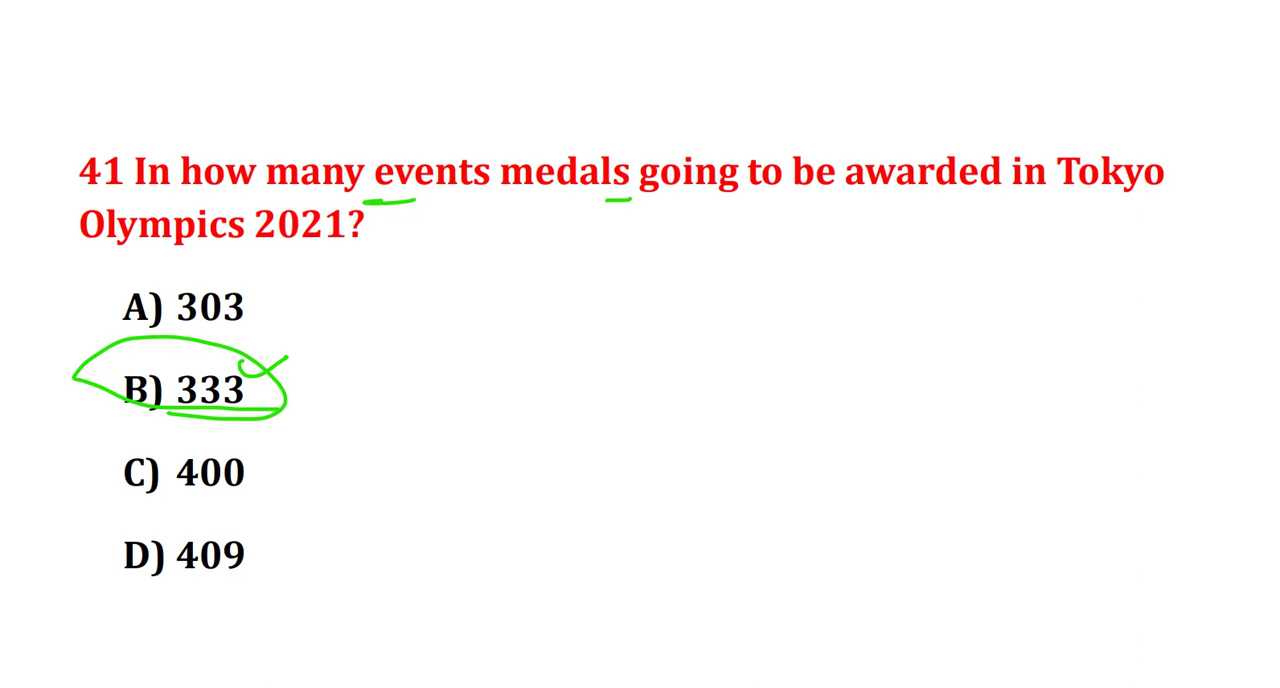 41 In how many events medals going to be awarded in Tokyo
Olympics 2021?
A) 303
B) 333
C) 400
D) 409